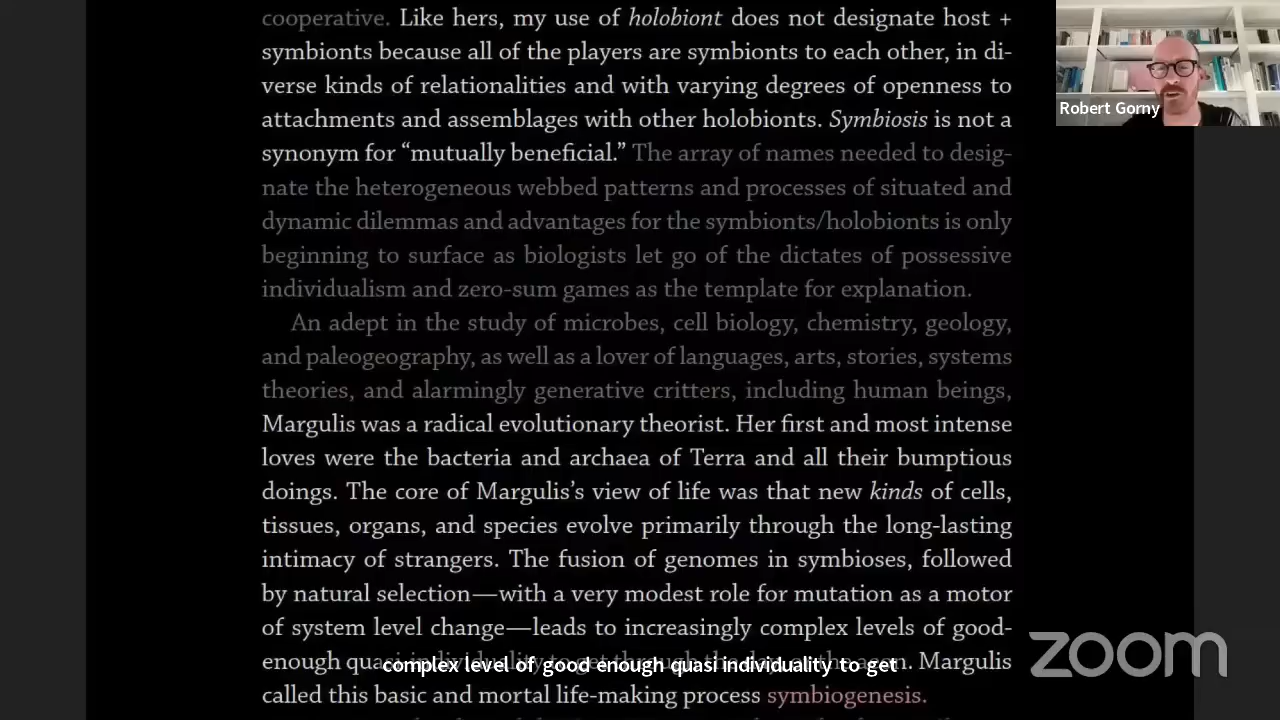 cooperative. Like hers, my use of holobiont does not designate host +
symbionts because all of the players are symbionts to each other, in di-
verse kinds of relationalities and with varying degrees of openness to
attachments and assemblages with other holobionts. Symbiosis is not a
synonym for “mutually beneficial.” The array of names needed to desig-
nate the heterogeneous webbed patterns and processes of situated and
dynamic dilemmas and advantages for the symbionts/holobionts is only
beginning to surface as biologists let go of the dictates of possessive
individualism and zero-sum games as the template for explanation.
An adept in the study of microbes, cell biology, chemistry, geology,
and paleogeography, as well as a lover of languages, arts, stories, systems
theories, and alarmingly generative critters, including human beings,
Margulis was a radical evolutionary theorist. Her first and most intense
loves were the bacteria and archaea of Terra and all their bumptious
doings. The core of Margulis’s view of life was that new kinds of cells,
tissues, organs, and species evolve primarily through the long-lasting
intimacy of strangers. The fusion of genomes in symbioses, followed
by natural selection—with a very modest role for mutation as a motor
of system level change—leads to increasingly complex levels of good-
enough Margulis
called this basic and mortal life-making process symbiogenesis.
complex level of good enough quasi individuality to get
Robert Gorny
zoom